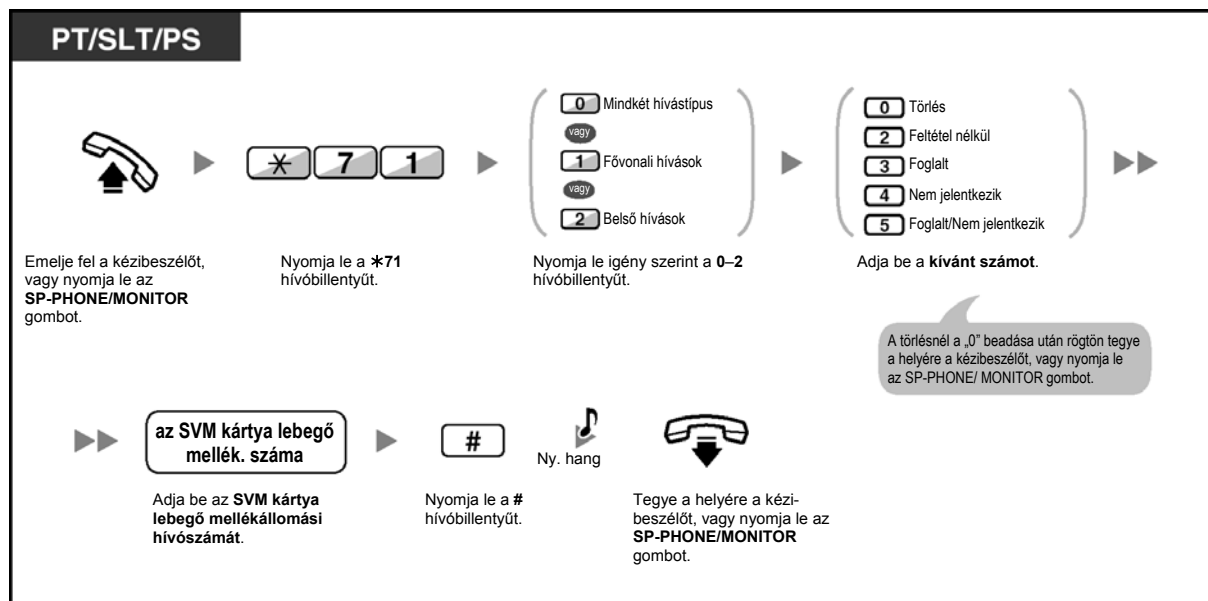 PT/SLT/PS
0 Mindkét hívástípus
vagy
1 Fővonali hívások
vagy
2 Belső hívások
0 Törlés
2 Feltétel nélkül
3 Foglalt
4 Nem jelentkezik
5 Foglalt/Nem jelentkezik
* 7 1
Emelje fel a kézibeszélőt,
vagy nyomja le az
SP-PHONE/MONITOR
gombot.
Nyomja le a *71
hívóbillentyűt.
Nyomja le igény szerint a 0–2
hívóbillentyűt.
Adja be a kívánt számot.
A törlésnél a „0” beadása után rögtön tegye
a helyére a kézibeszélőt, vagy nyomja le
az SP-PHONE/ MONITOR gombot.
az SVM kártya lebegő
mellék. száma
#
Ny. hang
Adja be az SVM kártya
lebegő mellékállomási
hívószámát.
Nyomja le a #
hívóbillentyűt.
Tegye a helyére a kézi-
beszélőt, vagy nyomja le az
SP-PHONE/MONITOR
gombot.